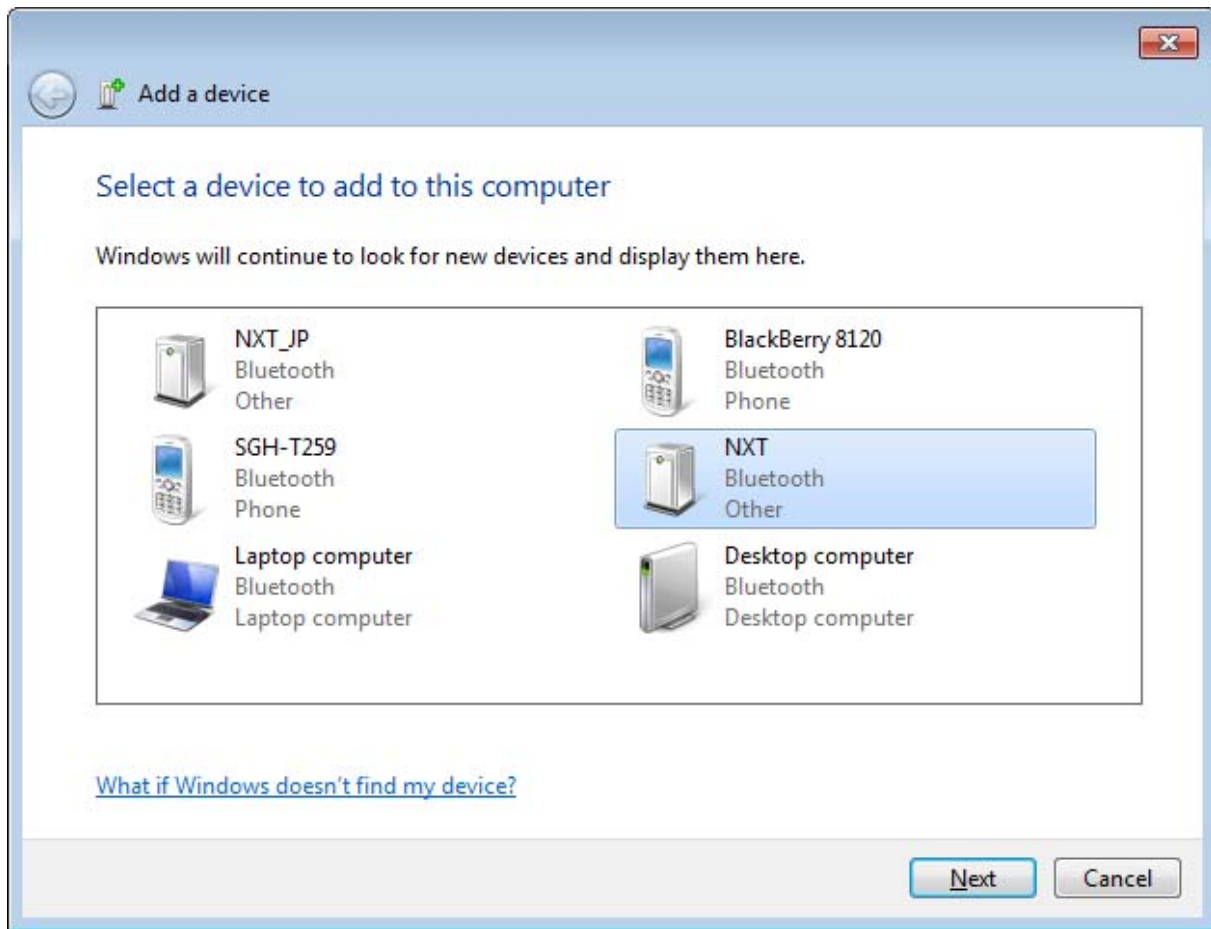 Add a device
Select a device to add to this computer
Windows will continue to look for new devices and display them here.
NXT_JP
Bluetooth
Other
BlackBerry 8120
Bluetooth
Phone
SGH-T259
Bluetooth
Phone
NXT
Bluetooth
Other
Laptop computer
Bluetooth
Laptop computer
Desktop computer
Bluetooth
Desktop computer
What if Windows doesn't find my device?
Next
Cancel